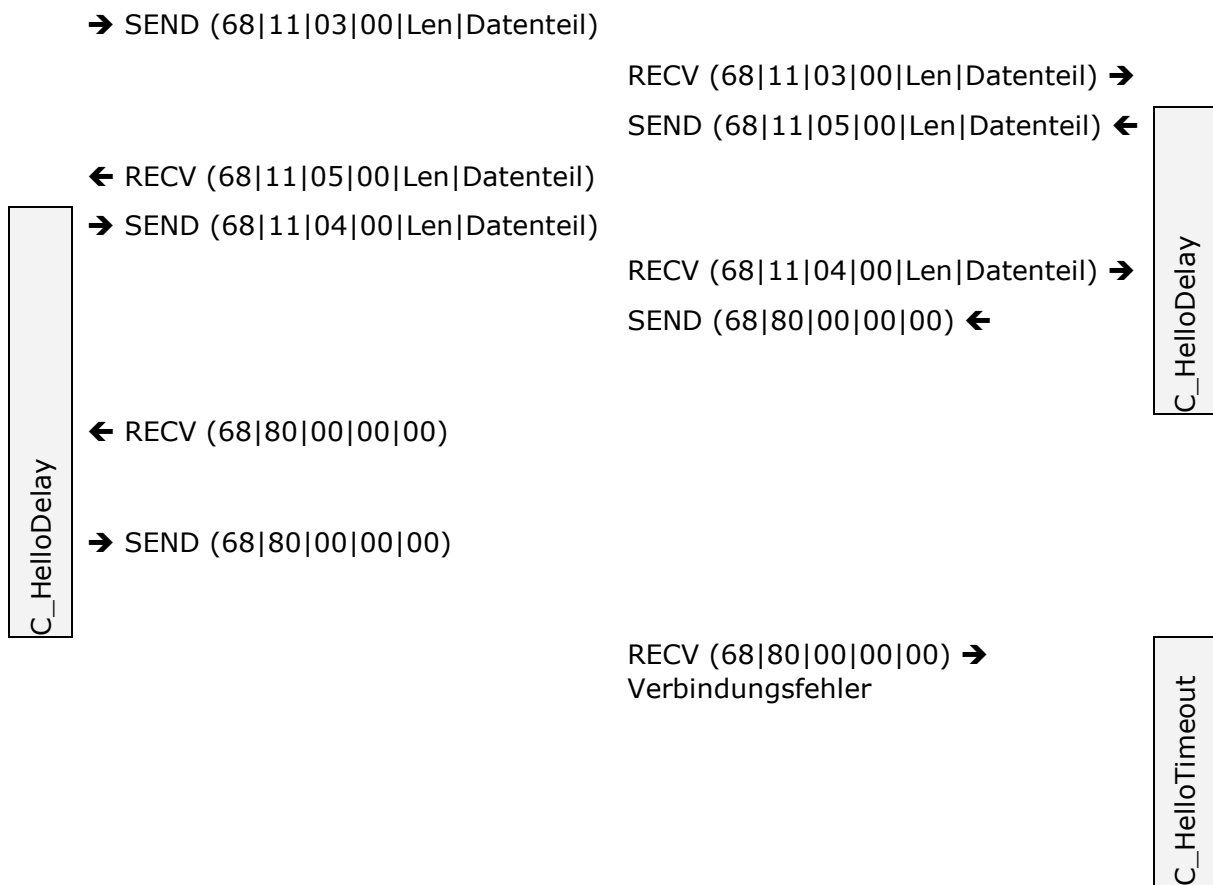 ➔ SEND (68|11|03|00|Len|Datenteil)
RECV (68|11|03|00|Len|Datenteil) ➔
SEND (68|11|05|00|Len|Datenteil) 🡸
🡸 RECV (68|11|05|00|Len|Datenteil)
➔ SEND (68|11|04|00|Len|Datenteil)
RECV (68|11|04|00|Len|Datenteil) ➔
SEND (68|80|00|00|00) 🡸
C_HelloDelay
🡸 RECV (68|80|00|00|00)
C_HelloDelay
➔ SEND (68|80|00|00|00)
RECV (68|80|00|00|00) ➔
Verbindungsfehler
C_HelloTimeout